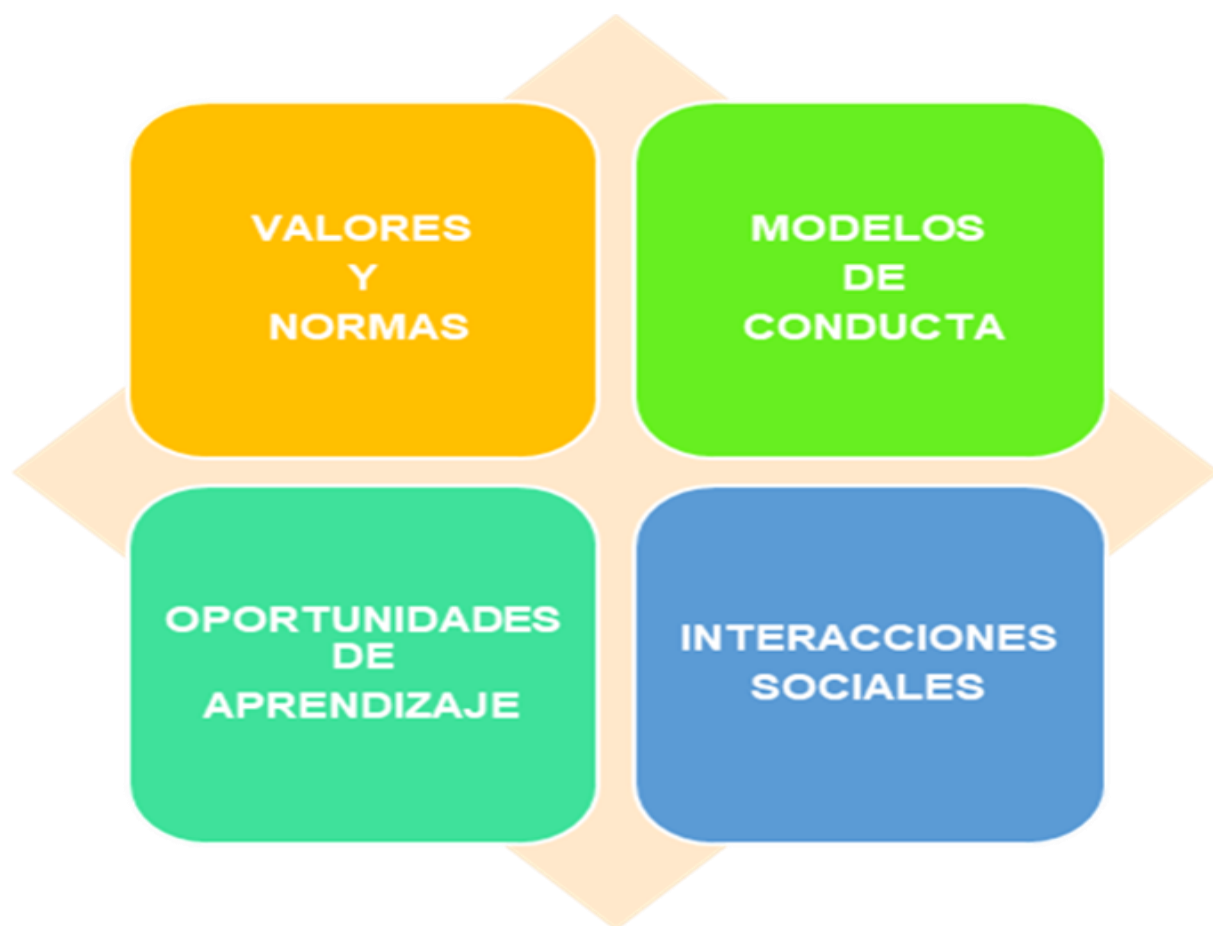 VALORES
Y
NORMAS
MODELOS
DE
CONDUCTA
OPORTUNIDADES
DE
APRENDIZAJE
INTERACCIONES
SOCIALES